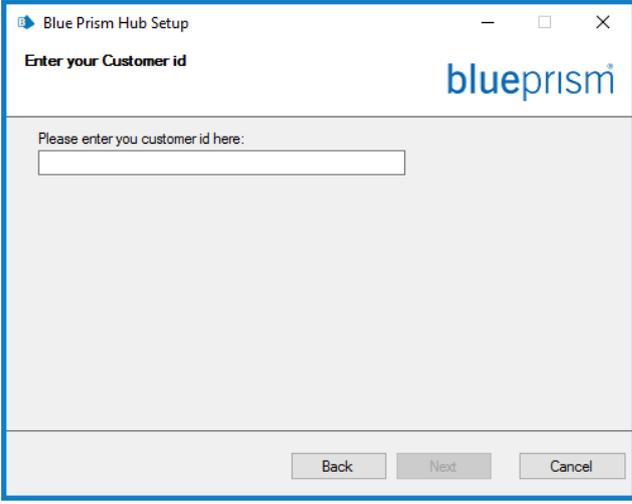 Blue Prism Hub Setup
Enter your Customer id
blueprism®
Please enter you customer id here:
Back Next Cancel